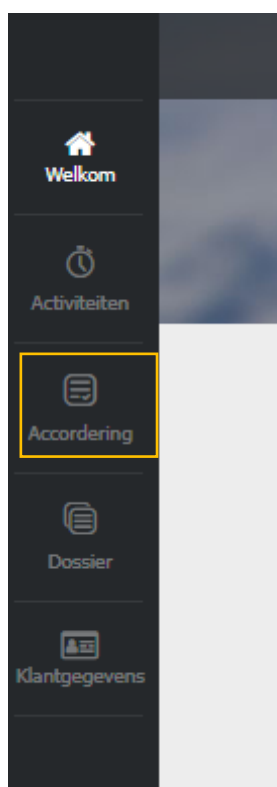 Welkom
Activiteiten
Accordering
Dossier
Klantgegevens